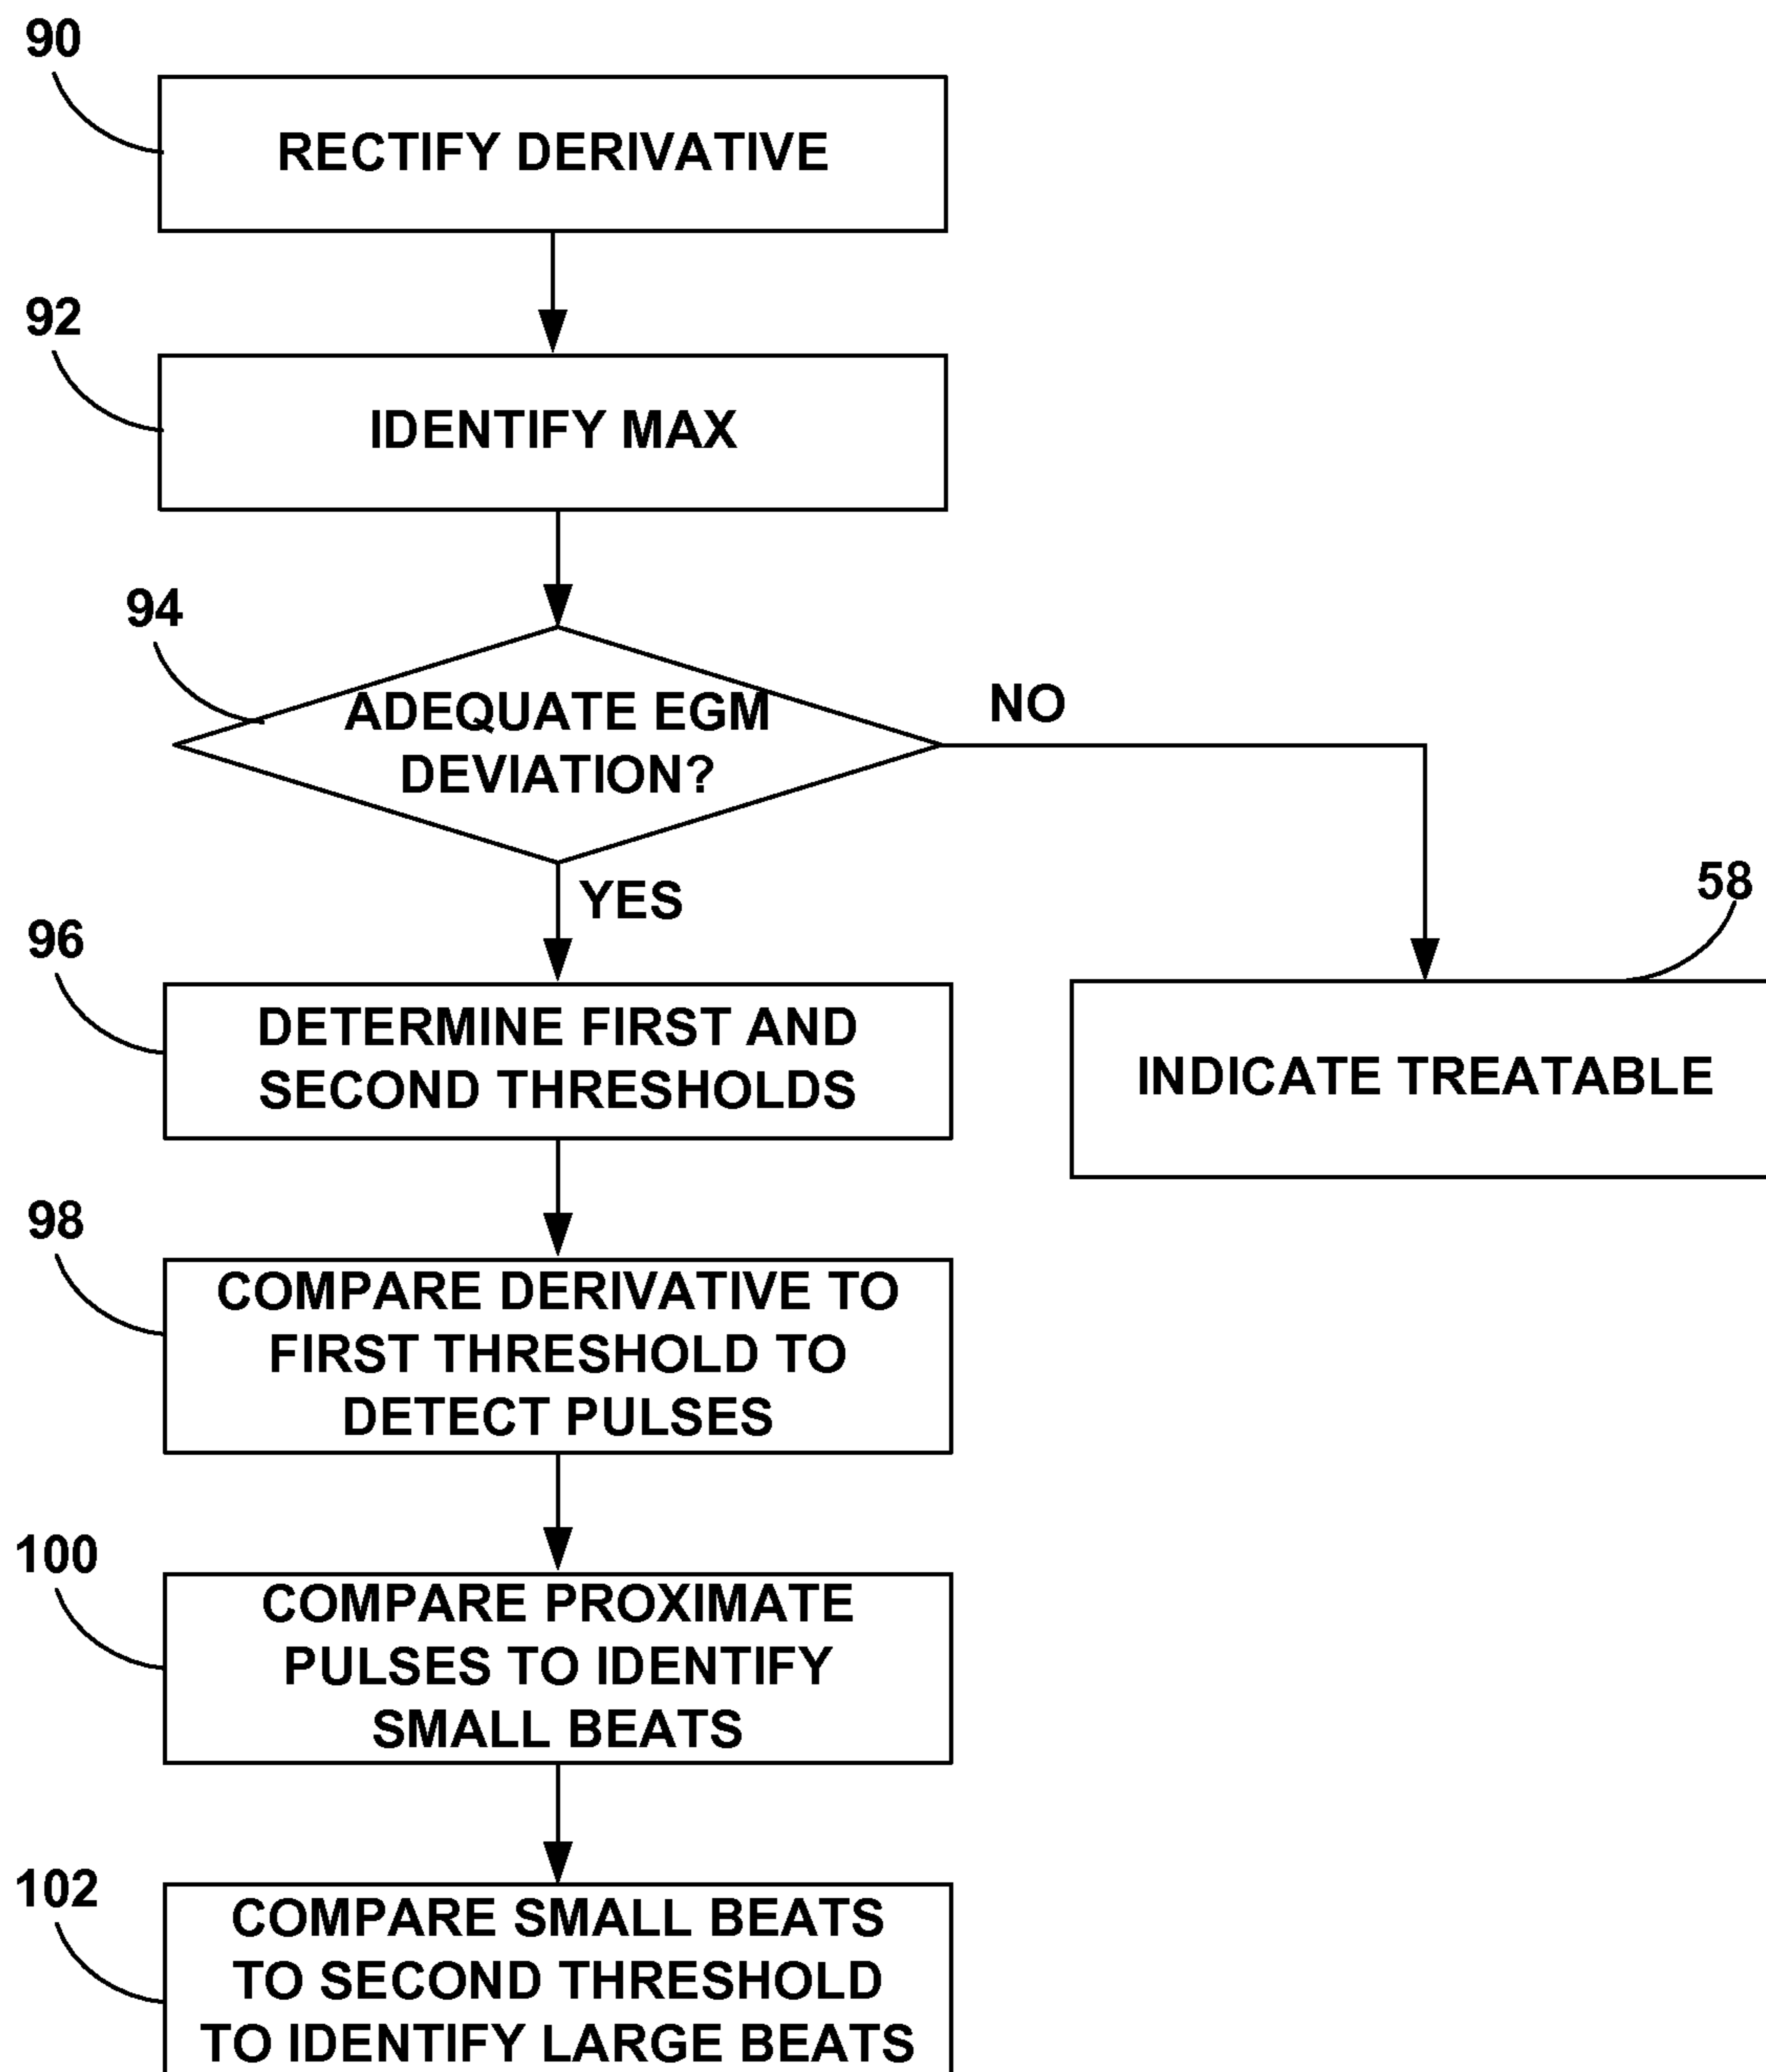 90
RECTIFY DERIVATIVE
92
IDENTIFY MAX
94
ADEQUATE EGM
DEVIATION?
NO
YES
58
INDICATE TREATABLE
96
DETERMINE FIRST AND
SECOND THRESHOLDS
98
COMPARE DERIVATIVE TO
FIRST THRESHOLD TO
DETECT PULSES
100
COMPARE PROXIMATE
PULSES TO IDENTIFY
SMALL BEATS
102
COMPARE SMALL BEATS
TO SECOND THRESHOLD
TO IDENTIFY LARGE BEATS